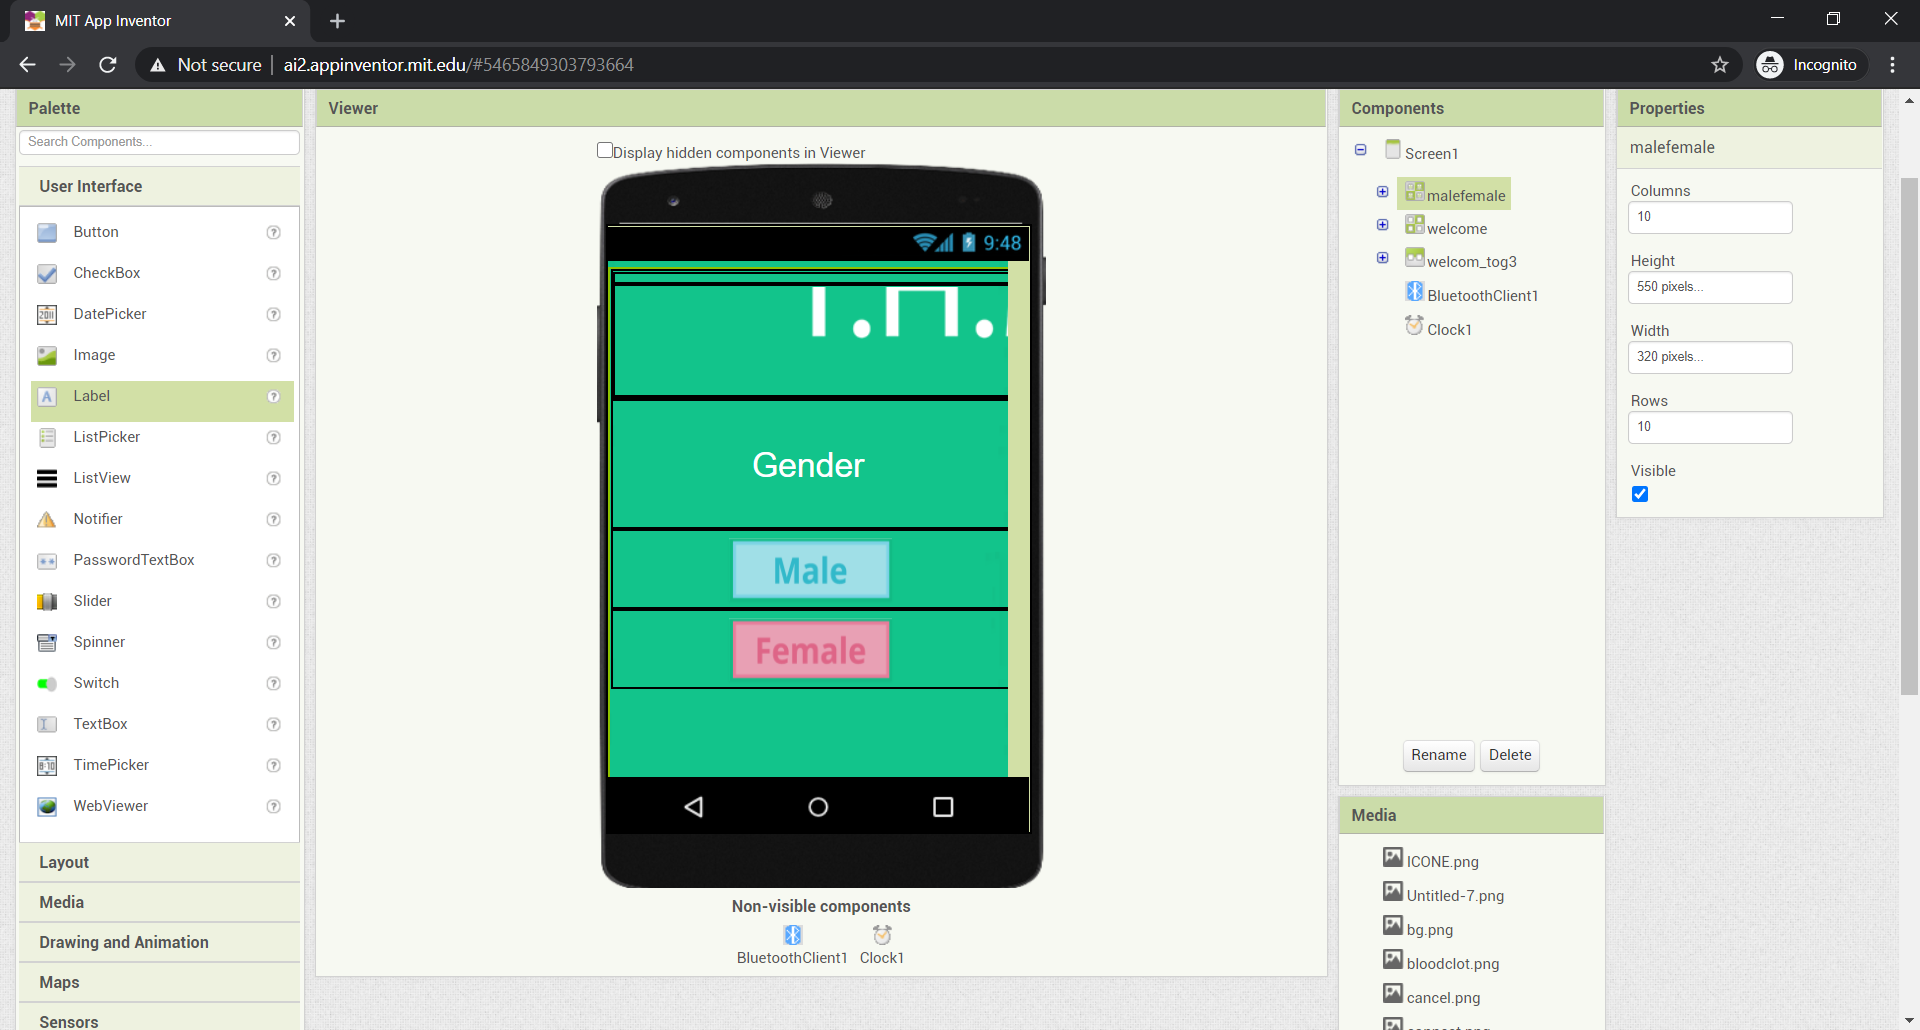 MIT App Inventor
Not secure
ai2.appinventor.mit.edu/#5465849303793664
Incognito
Palette
Search Components...
User Interface
Button
CheckBox
DatePicker
Image
Label
ListPicker
ListView
Notifier
PasswordTextBox
Slider
Spinner
Switch
TextBox
TimePicker
WebViewer
Layout
Media
Drawing and Animation
Maps
Sensors
Viewer
Display hidden components in Viewer
9:48
Gender
Male
Female
Non-visible components
BluetoothClient1
Clock1
Components
Screen1
malefemale
welcome
welcom_tog3
BluetoothClient1
Clock1
Rename
Delete
Media
ICONE.png
Untitled-7.png
bg.png
bloodclot.png
cancel.png
Properties
malefemale
Columns
10
Height
550 pixels...
Width
320 pixels...
Rows
10
Visible